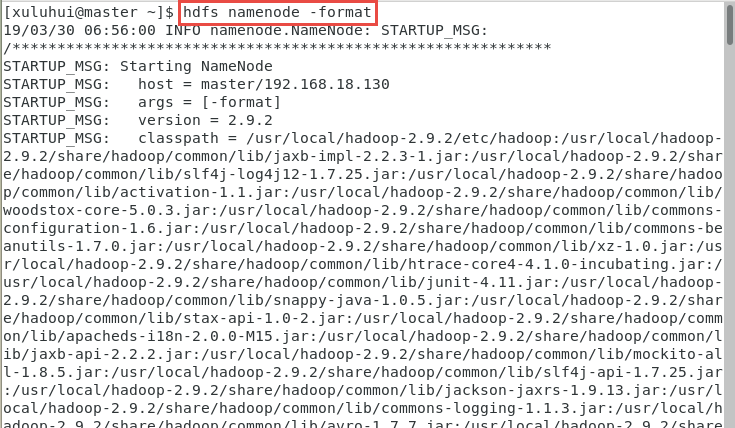 [xuluhui@master ~]$ hdfs namenode -format
19/03/30 06:56:00 INFO namenode.NameNode: STARTUP_MSG:
/************************************************************
STARTUP_MSG: Starting NameNode
STARTUP_MSG:   host = master/192.168.18.130
STARTUP_MSG:   args = [-format]
STARTUP_MSG:   version = 2.9.2
STARTUP_MSG:   classpath = /usr/local/hadoop-2.9.2/etc/hadoop:/usr/local/hadoop-
2.9.2/share/hadoop/common/lib/jaxb-impl-2.2.3-1.jar:/usr/local/hadoop-2.9.2/shar
e/hadoop/common/lib/slf4j-log4j12-1.7.25.jar:/usr/local/hadoop-2.9.2/share/hadoo
p/common/lib/activation-1.1.jar:/usr/local/hadoop-2.9.2/share/hadoop/common/lib/
woodstox-core-5.0.3.jar:/usr/local/hadoop-2.9.2/share/hadoop/common/lib/commons-
configuration-1.6.jar:/usr/local/hadoop-2.9.2/share/hadoop/common/lib/commons-be
anutils-1.7.0.jar:/usr/local/hadoop-2.9.2/share/hadoop/common/lib/xz-1.0.jar:/us
r/local/hadoop-2.9.2/share/hadoop/common/lib/htrace-core4-4.1.0-incubating.jar:/
usr/local/hadoop-2.9.2/share/hadoop/common/lib/junit-4.11.jar:/usr/local/hadoop-
2.9.2/share/hadoop/common/lib/snappy-java-1.0.5.jar:/usr/local/hadoop-2.9.2/shar
e/hadoop/common/lib/stax-api-1.0-2.jar:/usr/local/hadoop-2.9.2/share/hadoop/comm
on/lib/apacheds-i18n-2.0.0-M15.jar:/usr/local/hadoop-2.9.2/share/hadoop/common/l
ib/jaxb-api-2.2.2.jar:/usr/local/hadoop-2.9.2/share/hadoop/common/lib/mockito-al
l-1.8.5.jar:/usr/local/hadoop-2.9.2/share/hadoop/common/lib/slf4j-api-1.7.25.jar
:/usr/local/hadoop-2.9.2/share/hadoop/common/lib/jackson-jaxrs-1.9.13.jar:/usr/l
ocal/hadoop-2.9.2/share/hadoop/common/lib/commons-logging-1.1.3.jar:/usr/local/h
adoop-2.9.2/share/hadoop/common/lib/avro-1.7.7.jar:/usr/local/hadoop-2.9.2/share